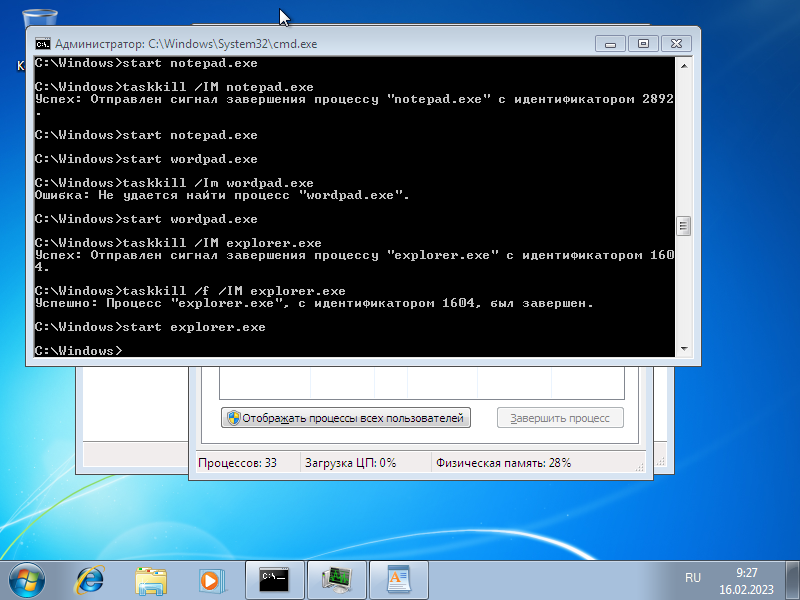 Администратор: C:\Windows\System32\cmd.exe
C:\Windows>start notepad.exe
C:\Windows>taskkill /IM notepad.exe
Успех: Отправлен сигнал завершения процессу "notepad.exe" с идентификатором 2892
.
C:\Windows>start notepad.exe
C:\Windows>start wordpad.exe
C:\Windows>taskkill /Im wordpad.exe
Ошибка: Не удается найти процесс "wordpad.exe".
C:\Windows>start wordpad.exe
C:\Windows>taskkill /IM explorer.exe
Успех: Отправлен сигнал завершения процессу "explorer.exe" с идентификатором 160
4.
C:\Windows>taskkill /f /IM explorer.exe
Успешно: Процесс "explorer.exe", с идентификатором 1604, был завершен.
C:\Windows>start explorer.exe
C:\Windows>
Отображать процессы всех пользователей
Завершить процесс
Процессов: 33
Загрузка ЦП: 0%
Физическая память: 28%
RU
9:27
16.02.2023